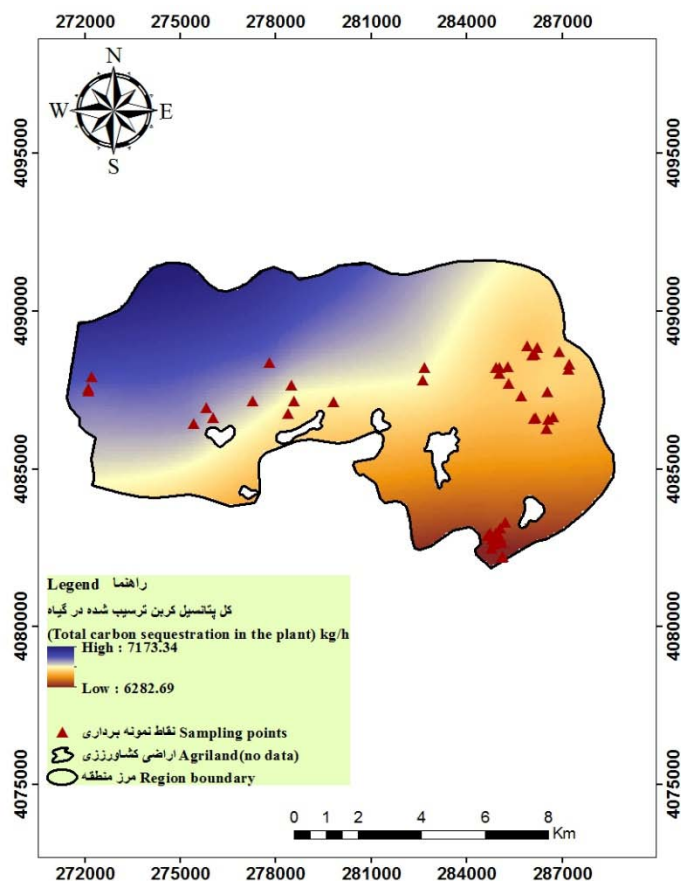 272000 275000 278000 281000 284000 287000
N
W E
S
4095000 4095000
4090000 4090000
4085000 4085000
4080000 4080000
4075000 4075000
Legend راهنما
کل پتانسیل کربن ترسیب شده در گیاه
(Total carbon sequestration in the plant) kg/h
High : 7173.34
Low : 6282.69
نقاط نمونه برداری Sampling points
اراضی کشاورززی Agriland(no data)
مرز منطقه Region boundary
0 1 2 4 6 8
Km
272000 275000 278000 281000 284000 287000